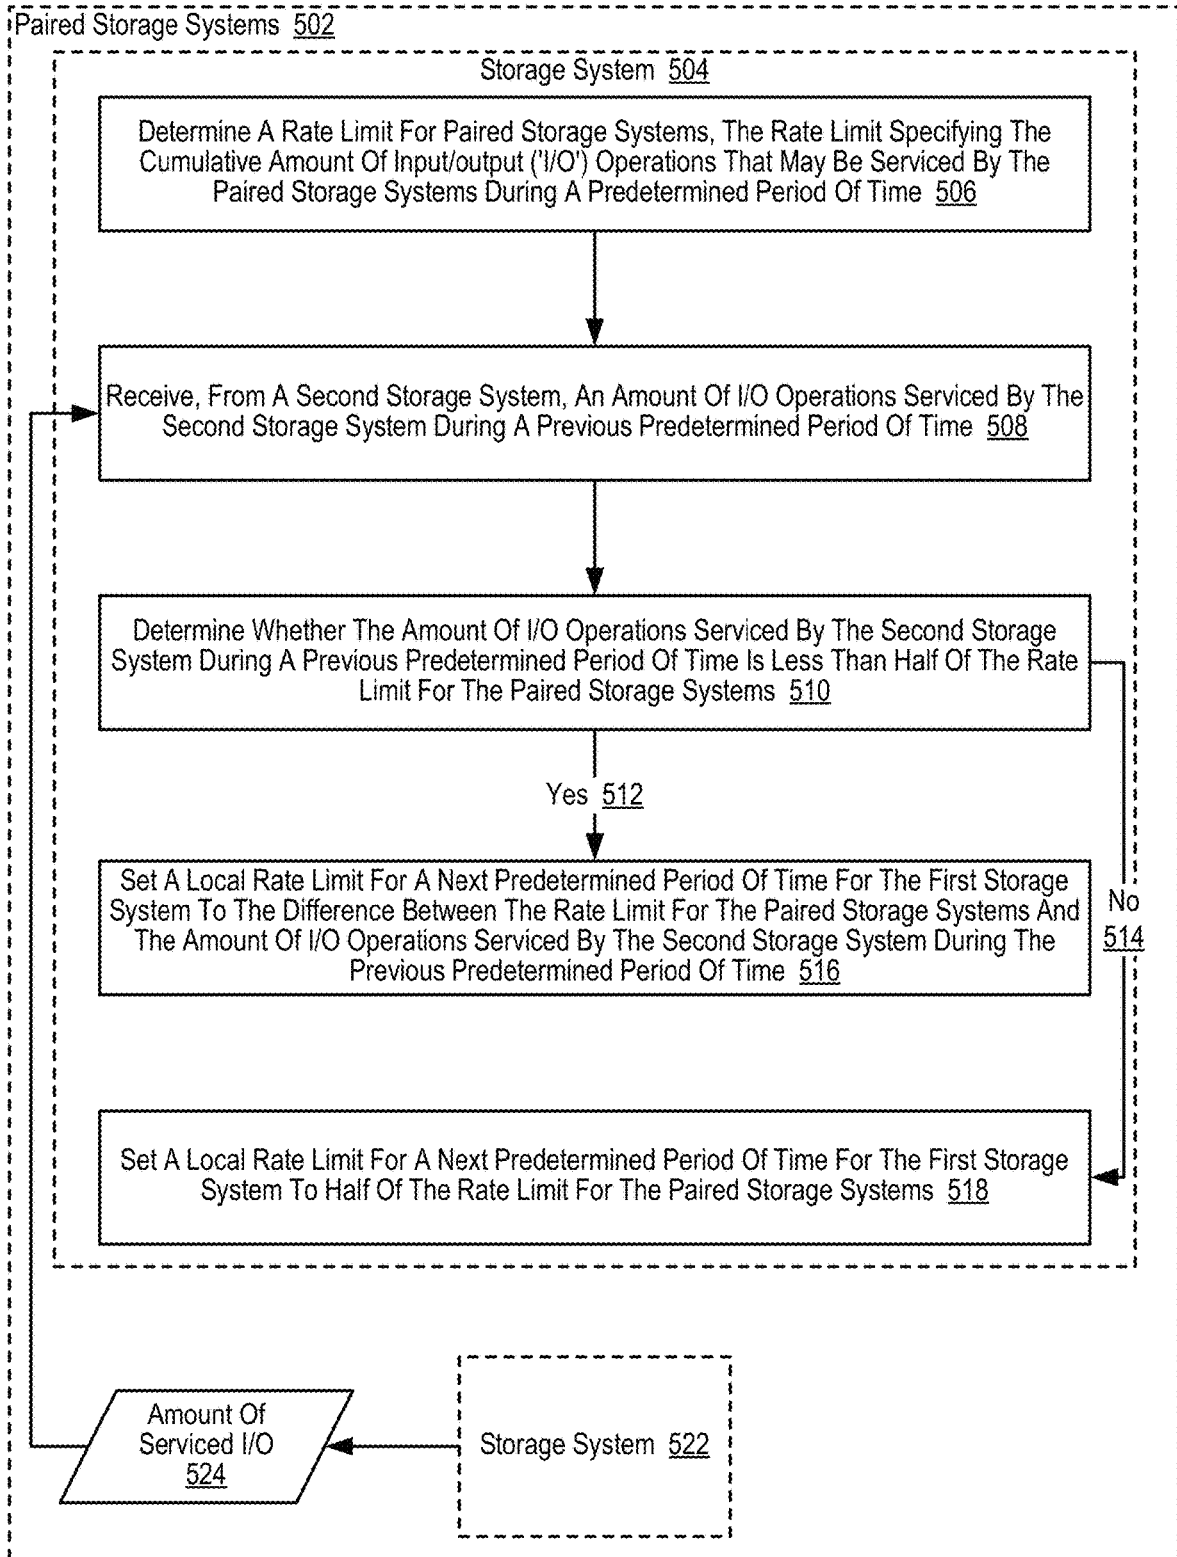 Paired Storage Systems 502
Storage System 504
Determine A Rate Limit For Paired Storage Systems, The Rate Limit Specifying The
Cumulative Amount Of Input/output ('I/O') Operations That May Be Serviced By The
Paired Storage Systems During A Predetermined Period Of Time 506
Receive, From A Second Storage System, An Amount Of I/O Operations Serviced By The
Second Storage System During A Previous Predetermined Period Of Time 508
Determine Whether The Amount Of I/O Operations Serviced By The Second Storage
System During A Previous Predetermined Period Of Time Is Less Than Half Of The Rate
Limit For The Paired Storage Systems 510
Yes 512
Set A Local Rate Limit For A Next Predetermined Period Of Time For The First Storage
System To The Difference Between The Rate Limit For The Paired Storage Systems And
The Amount Of I/O Operations Serviced By The Second Storage System During The
Previous Predetermined Period Of Time 516
No
514
Set A Local Rate Limit For A Next Predetermined Period Of Time For The First Storage
System To Half Of The Rate Limit For The Paired Storage Systems 518
Amount Of
Serviced I/O
524
Storage System 522